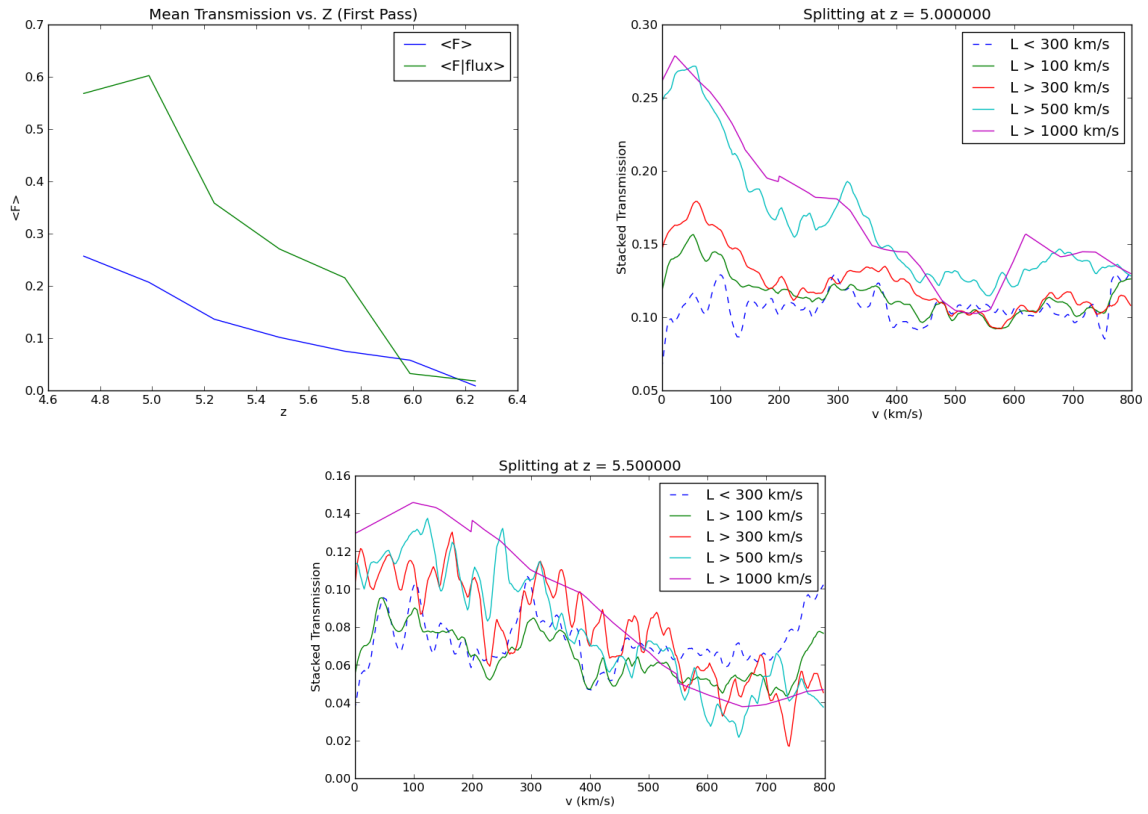 Mean Transmission vs. Z (First Pass)
<F>
<F|flux>
0.7
0.6
0.5
0.4
0.3
0.2
0.1
0.0
<F>
4.6 4.8 5.0 5.2 5.4 5.6 5.8 6.0 6.2 6.4
z
Splitting at z = 5.000000
L < 300 km/s
L > 100 km/s
L > 300 km/s
L > 500 km/s
L > 1000 km/s
0.30
0.25
0.20
0.15
0.10
0.05
Stacked Transmission
0 100 200 300 400 500 600 700 800
v (km/s)
Splitting at z = 5.500000
L < 300 km/s
L > 100 km/s
L > 300 km/s
L > 500 km/s
L > 1000 km/s
0.16
0.14
0.12
0.10
0.08
0.06
0.04
0.02
0.00
Stacked Transmission
0 100 200 300 400 500 600 700 800
v (km/s)